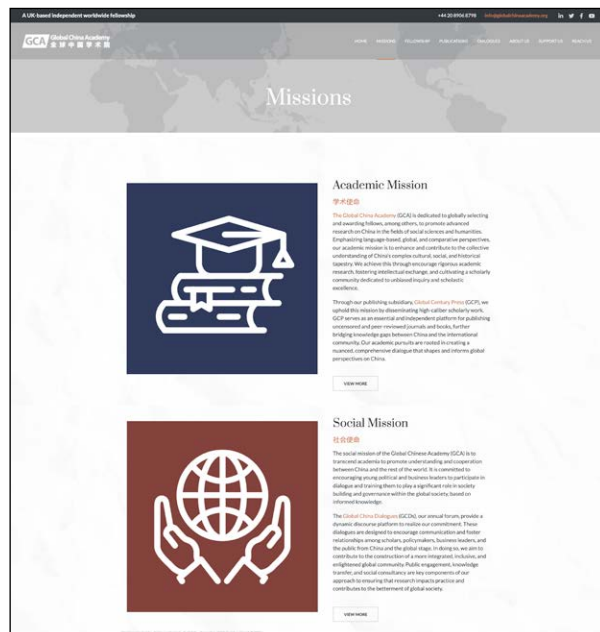 A UK-based independent worldwide fellowship
+44 20 8906 8798
info@globalchinaacademy.org
GCA Global China Academy
全球中國學术院
HOME MISSIONS FELLOWSHIP PUBLICATIONS DIALOGUES ABOUT US SUPPORT US REACH US
Missions
Academic Mission
学术使命
The Global China Academy (GCA) is dedicated to globally selecting
and awarding fellows, among others, to promote advanced
research on China in the fields of social sciences and humanities.
Emphasizing language-based, global, and comparative perspectives,
our academic mission is to enhance and contribute to the collective
understanding of China's complex cultural, social, and historical
tapestry. We achieve this through encourage rigorous academic
research, fostering intellectual exchange, and cultivating a scholarly
community dedicated to unbiased inquiry and scholastic
excellence.
Through our publishing subsidiary, Global Century Press (GCP), we
uphold this mission by disseminating high-caliber scholarly work.
GCP serves as an essential and independent platform for publishing
uncensored and peer-reviewed journals and books, further
bridging knowledge gaps between China and the international
community. Our academic pursuits are rooted in creating a
nuanced, comprehensive dialogue that shapes and informs global
perspectives on China.
VIEW MORE
Social Mission
社会使命
The social mission of the Global Chinese Academy (GCA) is to
transcend academia to promote understanding and cooperation
between China and the rest of the world. It is committed to
encouraging young political and business leaders to participate in
dialogue and training them to play a significant role in society
building and governance within the global society, based on
informed knowledge.
The Global China Dialogues (GCDs), our annual forum, provide a
dynamic discourse platform to realize our commitment. These
dialogues are designed to encourage communication and foster
relationships among scholars, policymakers, business leaders, and
the public from China and the global stage. In doing so, we aim to
contribute to the construction of a more integrated, inclusive, and
enlightened global community. Public engagement, knowledge
transfer, and social consultancy are key components of our
approach to ensuring that research impacts practice and
contributes to the betterment of global society.
VIEW MORE